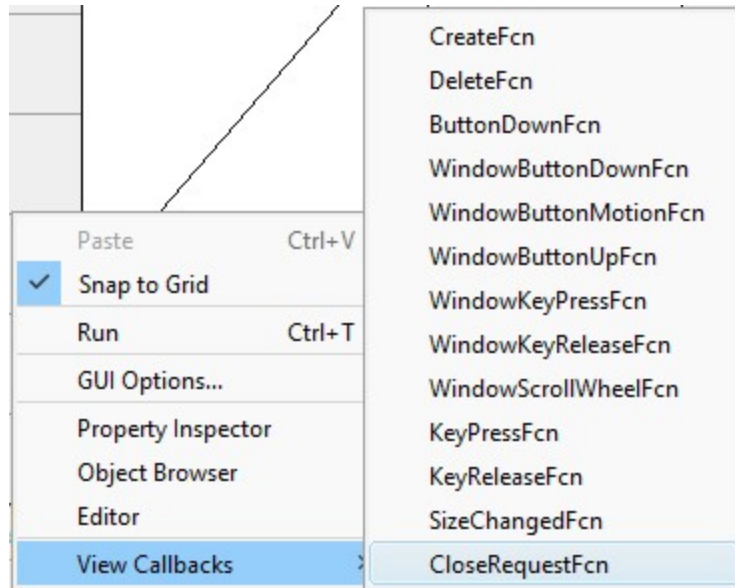 Paste Ctrl+V
Snap to Grid
Run Ctrl+T
GUI Options...
Property Inspector
Object Browser
Editor
View Callbacks
CreateFcn
DeleteFcn
ButtonDownFcn
WindowButtonDownFcn
WindowButtonMotionFcn
WindowButtonUpFcn
WindowKeyPressFcn
WindowKeyReleaseFcn
WindowScrollWheelFcn
KeyPressFcn
KeyReleaseFcn
SizeChangedFcn
CloseRequestFcn